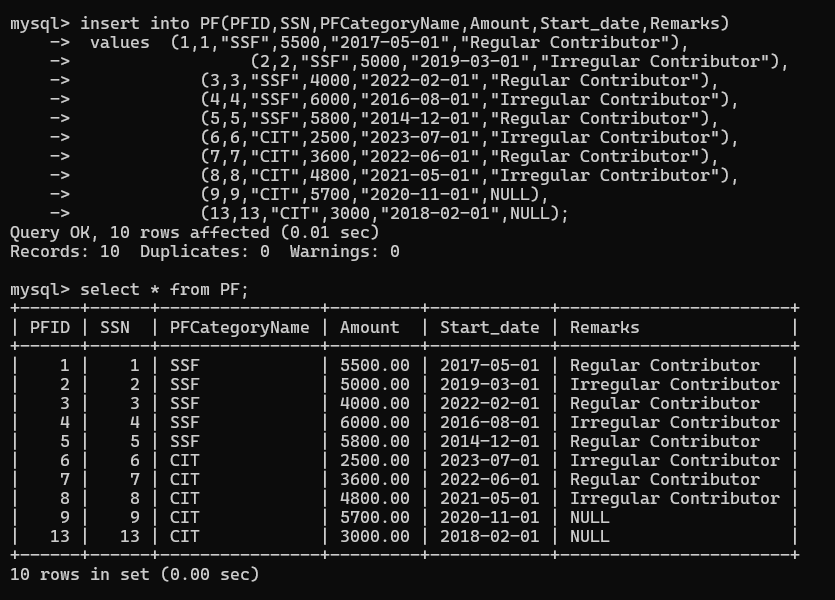 mysql> insert into PF(PFID,SSN,PFCategoryName,Amount,Start_date,Remarks)
    ->  values  (1,1,"SSF",5500,"2017-05-01","Regular Contributor"),
    ->                  (2,2,"SSF",5000,"2019-03-01","Irregular Contributor"),
    ->             (3,3,"SSF",4000,"2022-02-01","Regular Contributor"),
    ->             (4,4,"SSF",6000,"2016-08-01","Irregular Contributor"),
    ->             (5,5,"SSF",5800,"2014-12-01","Regular Contributor"),
    ->             (6,6,"CIT",2500,"2023-07-01","Irregular Contributor"),
    ->             (7,7,"CIT",3600,"2022-06-01","Regular Contributor"),
    ->             (8,8,"CIT",4800,"2021-05-01","Irregular Contributor"),
    ->             (9,9,"CIT",5700,"2020-11-01",NULL),
    ->             (13,13,"CIT",3000,"2018-02-01",NULL);
Query OK, 10 rows affected (0.01 sec)
Records: 10  Duplicates: 0  Warnings: 0

mysql> select * from PF;
+------+------+----------------+---------+------------+-----------------------+
| PFID | SSN  | PFCategoryName | Amount  | Start_date | Remarks               |
+------+------+----------------+---------+------------+-----------------------+
|    1 |    1 | SSF            | 5500.00 | 2017-05-01 | Regular Contributor   |
|    2 |    2 | SSF            | 5000.00 | 2019-03-01 | Irregular Contributor |
|    3 |    3 | SSF            | 4000.00 | 2022-02-01 | Regular Contributor   |
|    4 |    4 | SSF            | 6000.00 | 2016-08-01 | Irregular Contributor |
|    5 |    5 | SSF            | 5800.00 | 2014-12-01 | Regular Contributor   |
|    6 |    6 | CIT            | 2500.00 | 2023-07-01 | Irregular Contributor |
|    7 |    7 | CIT            | 3600.00 | 2022-06-01 | Regular Contributor   |
|    8 |    8 | CIT            | 4800.00 | 2021-05-01 | Irregular Contributor |
|    9 |    9 | CIT            | 5700.00 | 2020-11-01 | NULL                  |
|   13 |   13 | CIT            | 3000.00 | 2018-02-01 | NULL                  |
+------+------+----------------+---------+------------+-----------------------+
10 rows in set (0.00 sec)